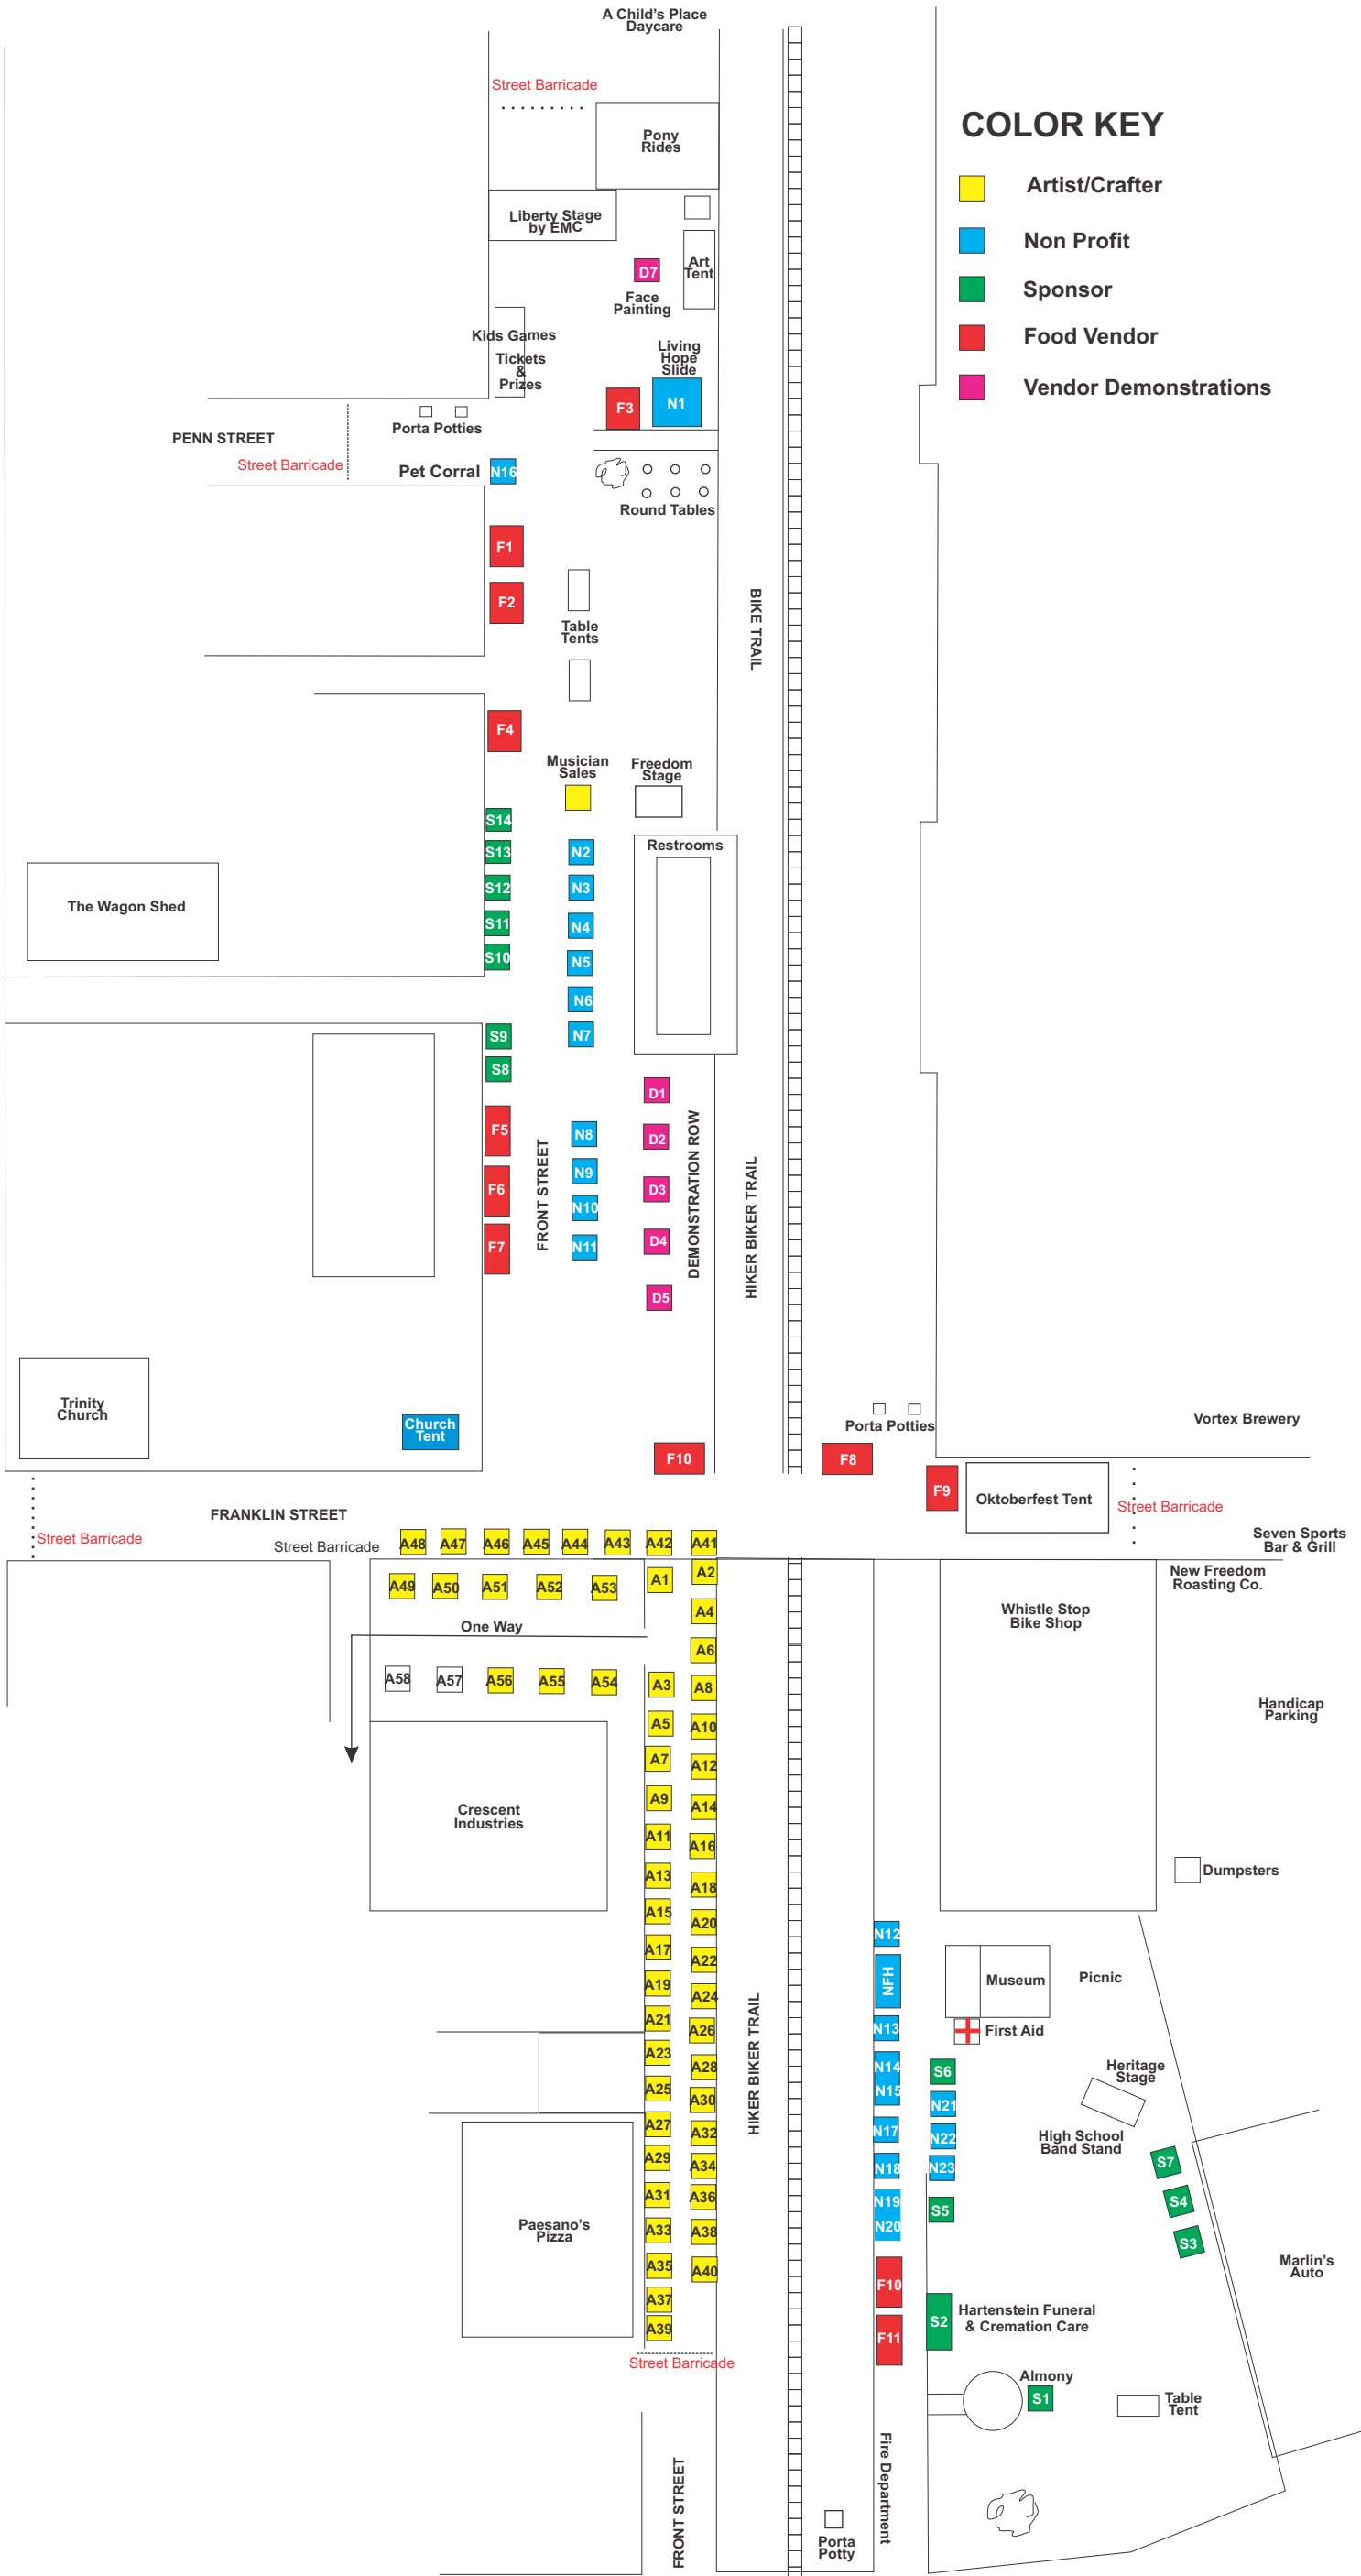 A Child's Place
Daycare
Street Barricade
COLOR KEY
Artist/Crafter
Non Profit
Sponsor
Food Vendor
Vendor Demonstrations
Pony
Rides
Liberty Stage
by EMC
Art
Tent
D7
Face
Painting
Kids Games
Tickets
&
Prizes
Living
Hope
Slide
F3
N1
Porta Potties
PENN STREET
Street Barricade
Pet Corral
N16
Round Tables
F1
F2
Table
Tents
BIKE TRAIL
F4
Musician
Sales
Freedom
Stage
S14
S13
S12
S11
S10
N2
N3
N4
N5
N6
N7
Restrooms
The Wagon Shed
S9
S8
F5
F6
F7
FRONT STREET
N8
N9
N10
N11
D1
D2
D3
D4
D5
DEMONSTRATION ROW
HIKER BIKER TRAIL
Trinity
Church
Church
Tent
F10
F8
Porta Potties
F9
Oktoberfest Tent
Vortex Brewery
Street Barricade
FRANKLIN STREET
Street Barricade
Street Barricade
Seven Sports
Bar & Grill
New Freedom
Roasting Co.
A48
A47
A46
A45
A44
A43
A42
A41
A49
A50
A51
A52
A53
A1
A2
A4
One Way
A6
A58
A57
A56
A55
A54
A3
A8
A5
A10
A7
A12
A9
A14
A11
A16
A13
A18
A15
A20
A17
A22
A19
A24
A21
A26
A23
A28
A25
A30
A27
A32
A29
A34
A31
A36
A33
A38
A35
A40
A37
A39
Street Barricade
Whistle Stop
Bike Shop
Handicap
Parking
Crescent
Industries
Dumpsters
N12
NFH
Museum
Picnic
N13
First Aid
HIKER BIKER TRAIL
N14
N15
S6
N21
Heritage
Stage
N17
N22
High School
Band Stand
N18
N23
S7
N19
N20
S5
S4
S3
Paesano's
Pizza
Marlin's
Auto
F10
F11
S2
Hartenstein Funeral
& Cremation Care
Almony
S1
Table
Tent
FRONT STREET
Fire Department
Porta
Potty